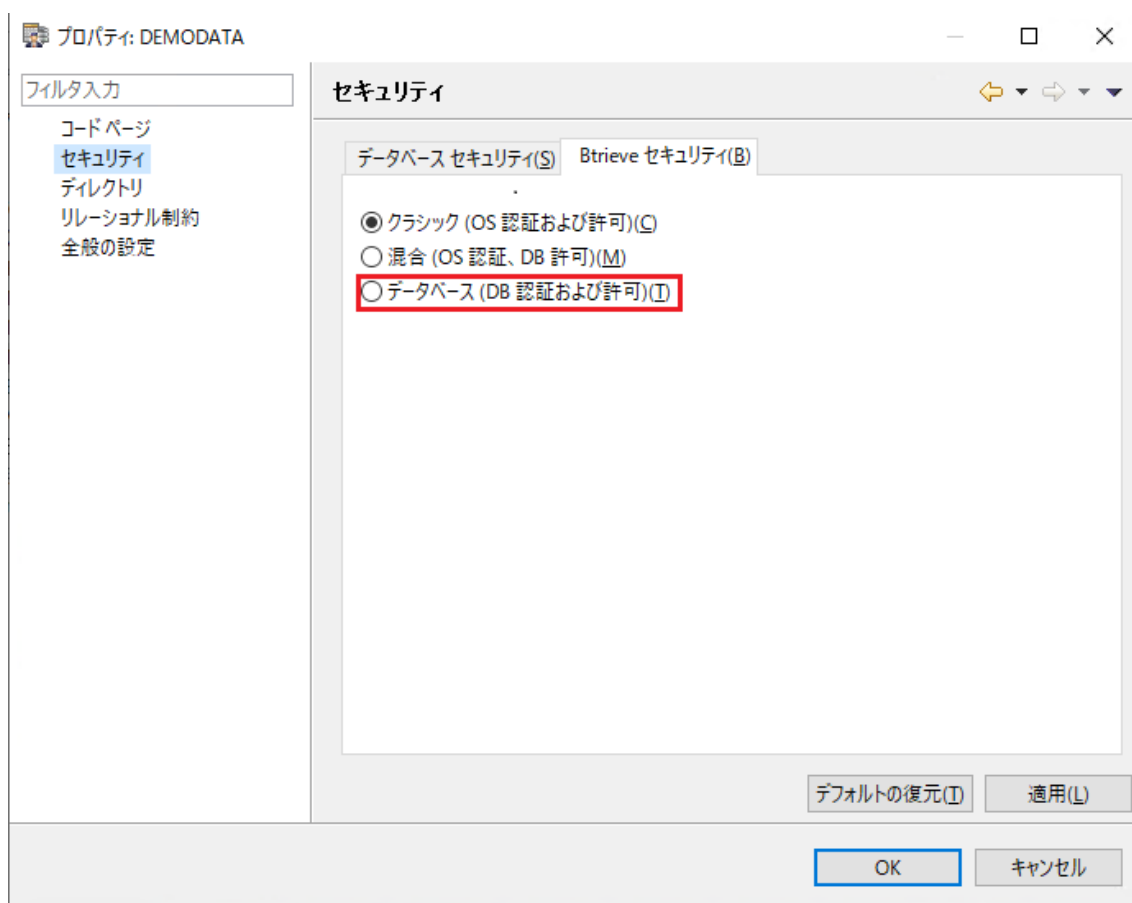 プロパティ: DEMODATA
フィルタ入力
コード ページ
セキュリティ
ディレクトリ
リレーショナル制約
全般の設定
セキュリティ
データベース セキュリティ(S)
Btrieve セキュリティ(B)
クラシック (OS 認証および許可)(C)
混合 (OS 認証、DB 許可)(M)
データベース (DB 認証および許可)(T)
デフォルトの復元(T)
適用(L)
OK
キャンセル